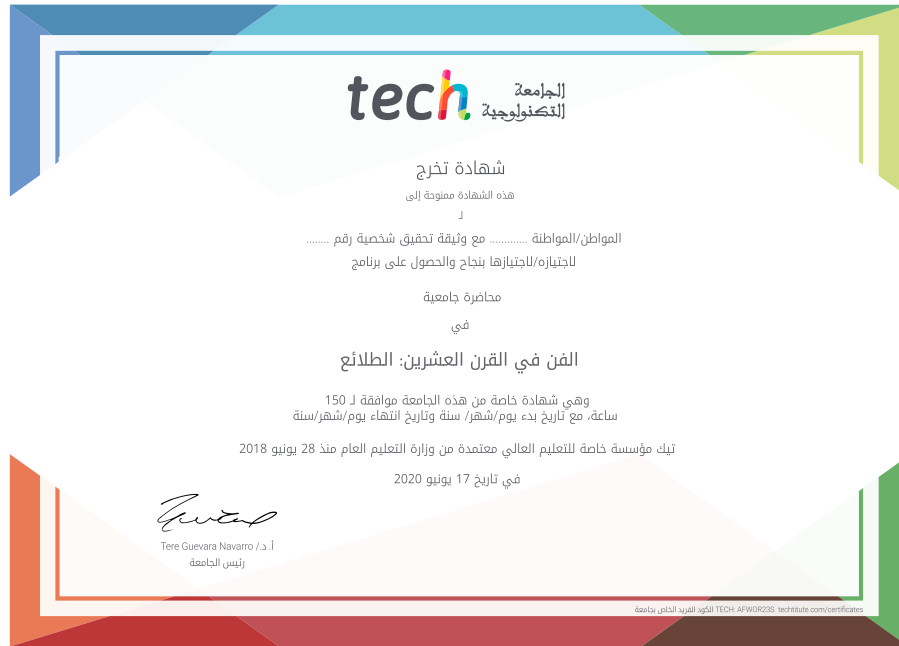 tech الجامعة
التكنولوجية
شهادة تخرج
هذه الشهادة ممنوحة إلى
لـ
المواطن/المواطنة ............ مع وثيقة تحقيق شخصية رقم ........
لاجتيازه/لاجتيازها بنجاح والحصول على برنامج
محاضرة جامعية
في
الفن في القرن العشرين: الطلائع
وهي شهادة خاصة من هذه الجامعة موافقة لـ 150
ساعة، مع تاريخ بدء يوم/شهر/ سنة وتاريخ انتهاء يوم/شهر/سنة
تيك مؤسسة خاصة للتعليم العالي معتمدة من وزارة التعليم العام منذ 28 يونيو 2018
في تاريخ 17 يونيو 2020
أ. د./ Tere Guevara Navarro
رئيس الجامعة
الكود الفريد الخاص بجامعة TECH: AFWOR23S techtitute.com/certificates